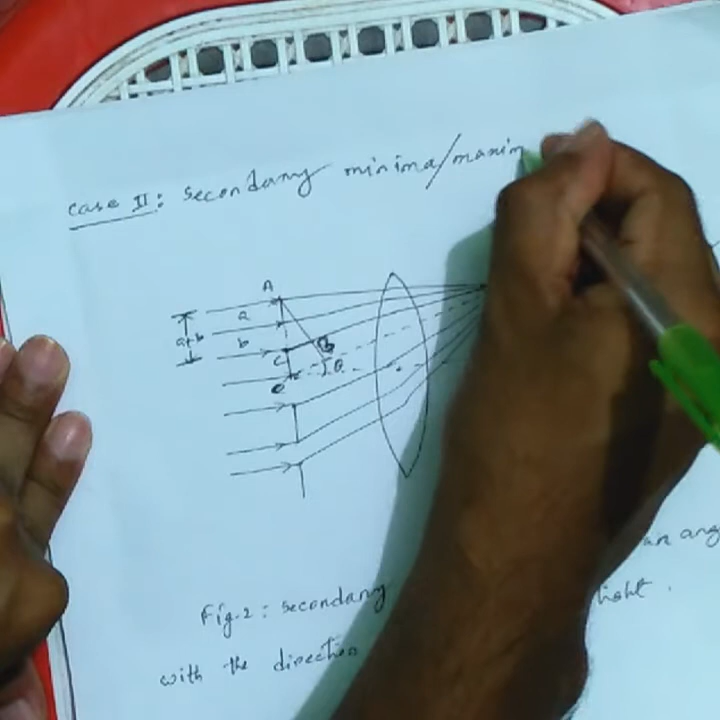 case II: secondary minima/maxim
A
a
a+b
b
C
B
e
θ
Fig-2: secondary
an ang
light.
with the direction